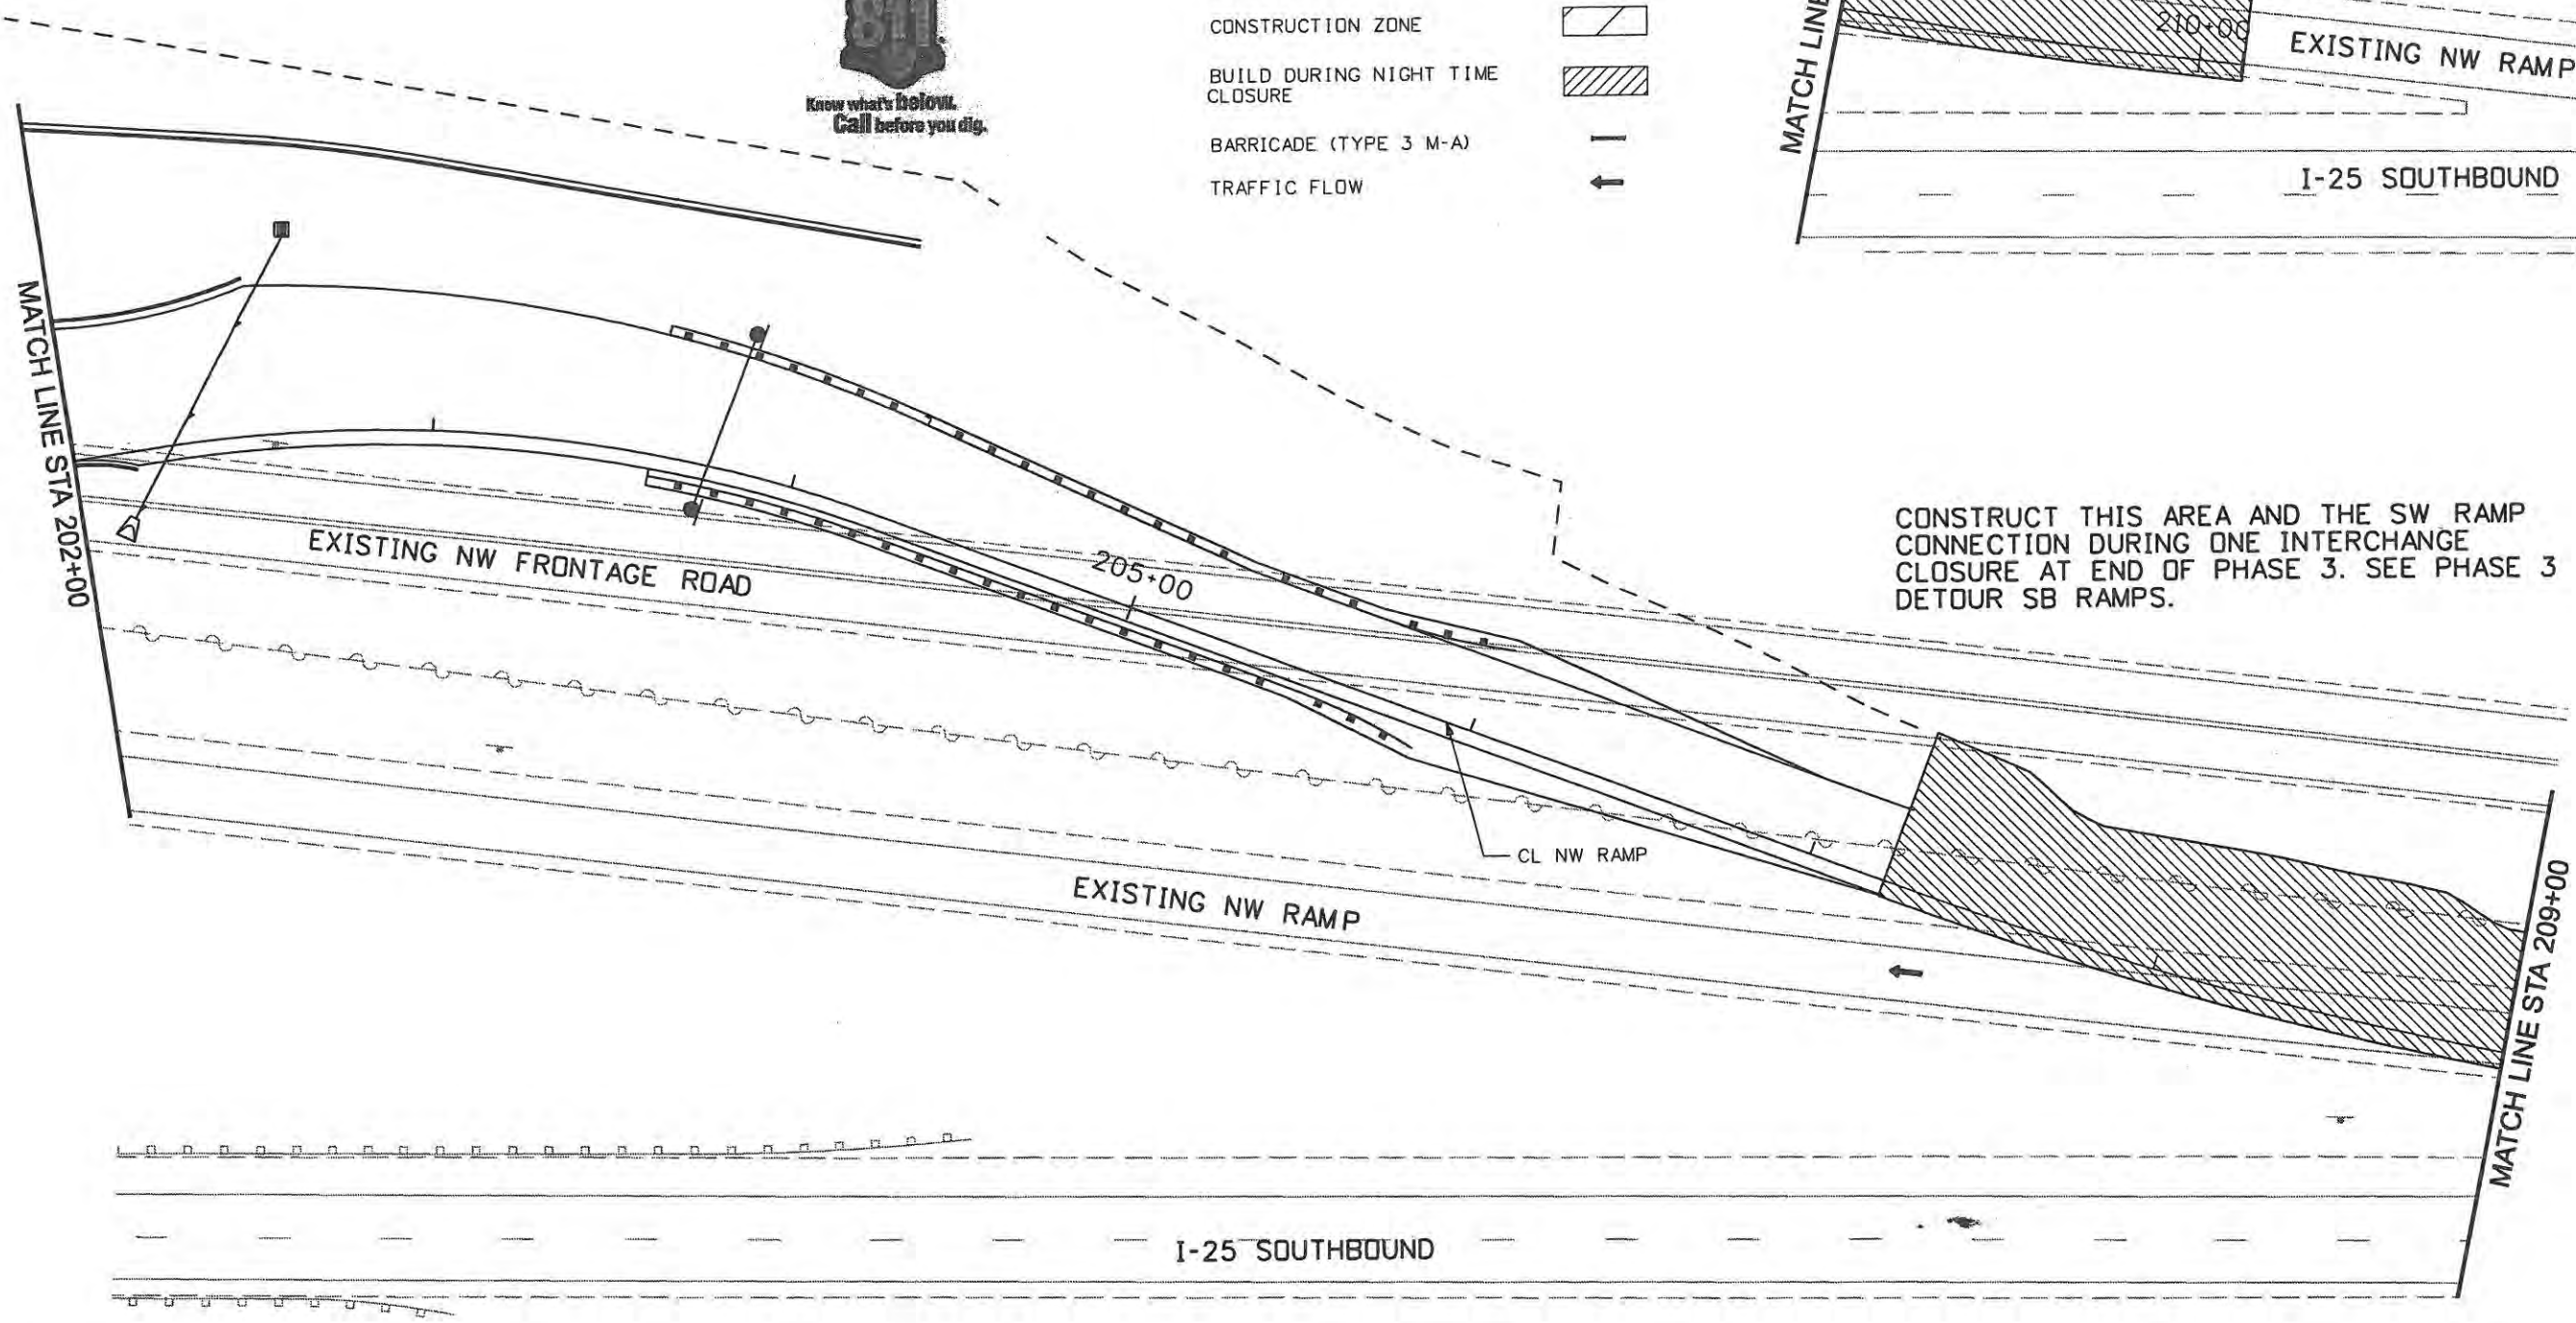 811
Know what's below.
Call before you dig.
CONSTRUCTION ZONE
BUILD DURING NIGHT TIME
CLOSURE
BARRICADE (TYPE 3 M-A)
TRAFFIC FLOW
MATCH LINE
210+00
EXISTING NW RAMP
I-25 SOUTHBOUND
MATCH LINE STA 202+00
EXISTING NW FRONTAGE ROAD
205+00
CONSTRUCT THIS AREA AND THE SW RAMP
CONNECTION DURING ONE INTERCHANGE
CLOSURE AT END OF PHASE 3. SEE PHASE 3
DETOUR SB RAMPS.
CL NW RAMP
EXISTING NW RAMP
MATCH LINE STA 209+00
I-25 SOUTHBOUND